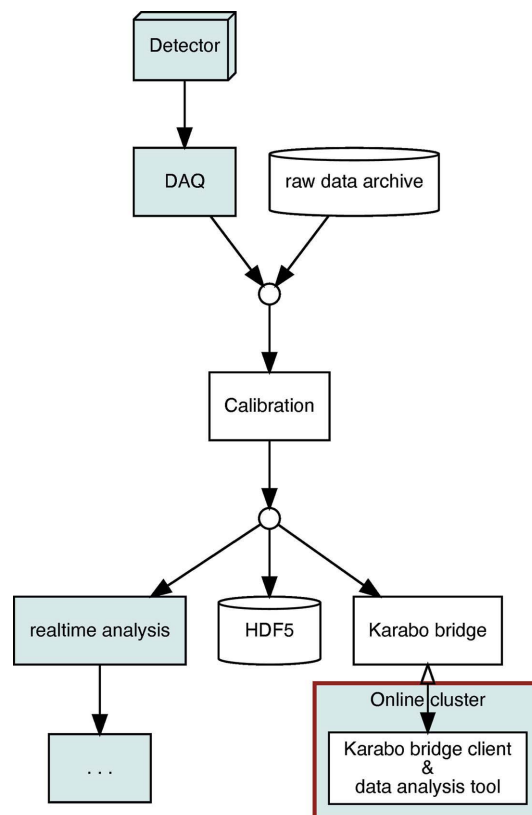 Detector
DAQ
raw data archive
Calibration
realtime analysis
HDF5
Karabo bridge
Online cluster
. . .
Karabo bridge client
&
data analysis tool